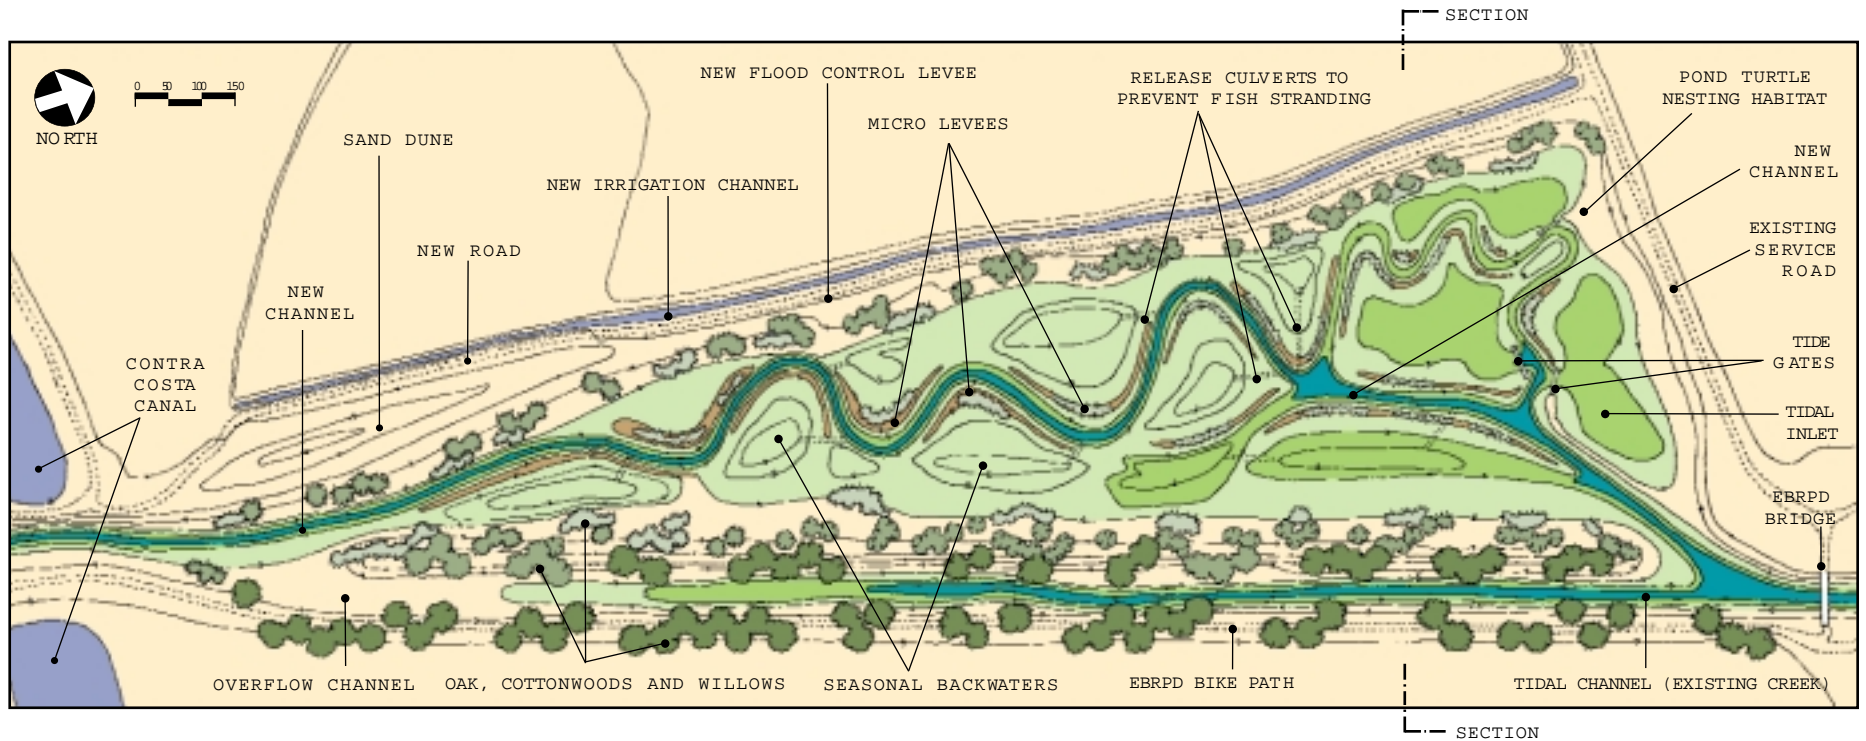 SECTION
0 50 100 150
NORTH
SAND DUNE
NEW ROAD
NEW
CHANNEL
CONTRA
COSTA
CANAL
NEW IRRIGATION CHANNEL
NEW FLOOD CONTROL LEVEE
MICRO LEVEES
RELEASE CULVERTS TO
PREVENT FISH STRANDING
POND TURTLE
NESTING HABITAT
NEW
CHANNEL
EXISTING
SERVICE
ROAD
TIDE
GATES
TIDAL
INLET
EBRPD
BRIDGE
OVERFLOW CHANNEL
OAK, COTTONWOODS AND WILLOWS
SEASONAL BACKWATERS
EBRPD BIKE PATH
TIDAL CHANNEL (EXISTING CREEK)
SECTION